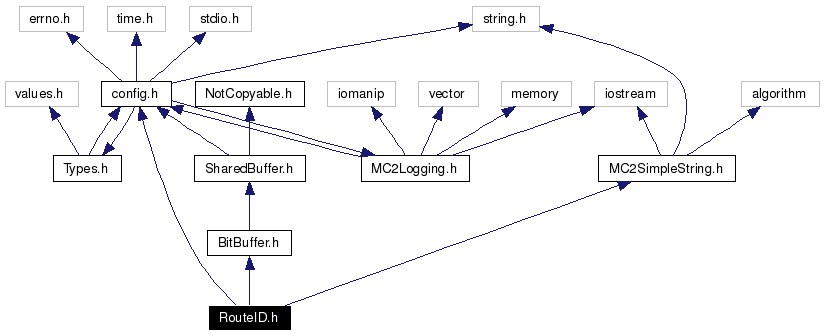 errno.h
time.h
stdio.h
string.h
values.h
config.h
NotCopyable.h
iomanip
vector
memory
iostream
algorithm
Types.h
SharedBuffer.h
MC2Logging.h
MC2SimpleString.h
BitBuffer.h
RouteID.h